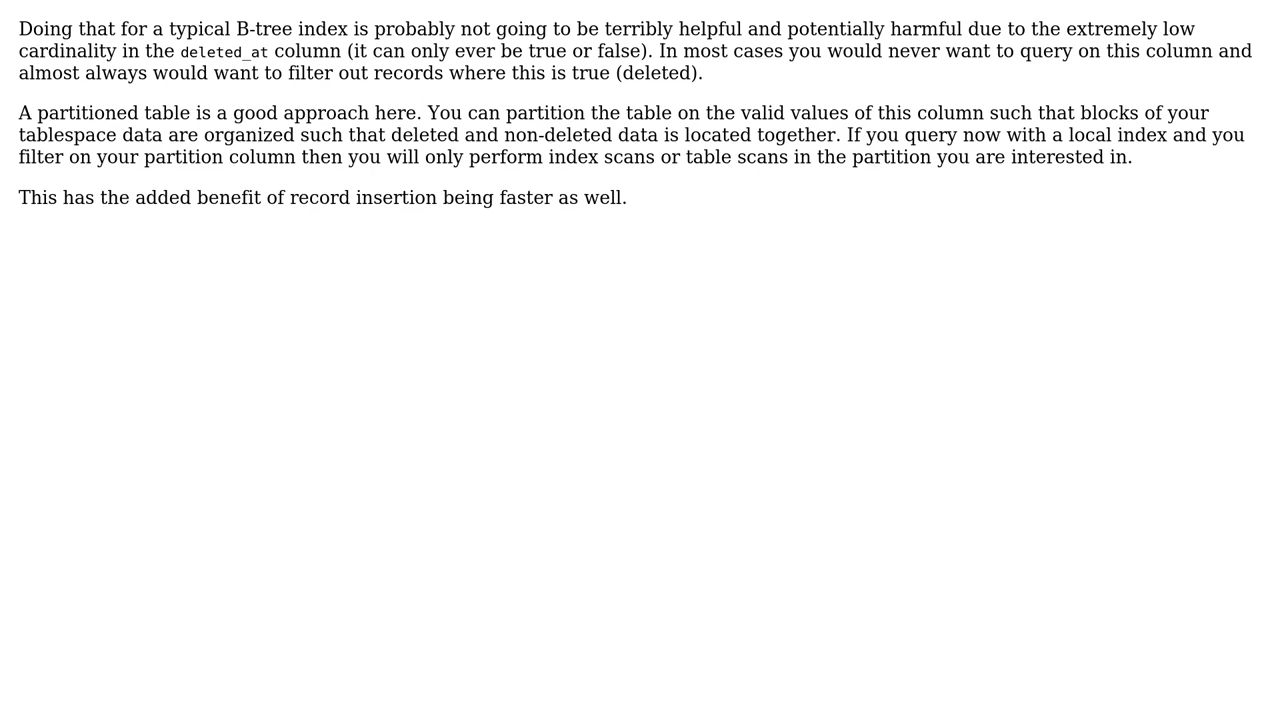 Doing that for a typical B-tree index is probably not going to be terribly helpful and potentially harmful due to the extremely low
cardinality in the deleted_at column (it can only ever be true or false). In most cases you would never want to query on this column and
almost always would want to filter out records where this is true (deleted).
A partitioned table is a good approach here. You can partition the table on the valid values of this column such that blocks of your
tablespace data are organized such that deleted and non-deleted data is located together. If you query now with a local index and you
filter on your partition column then you will only perform index scans or table scans in the partition you are interested in.
This has the added benefit of record insertion being faster as well.